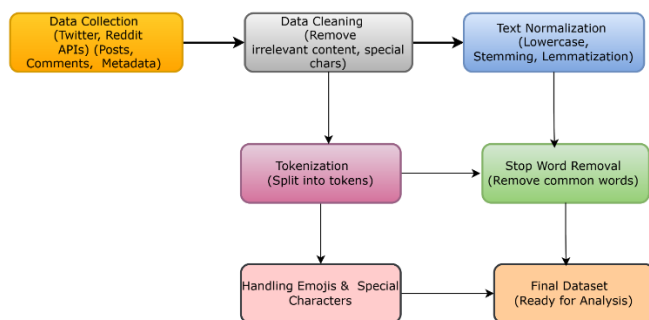 Data Collection
(Twitter, Reddit
APIs) (Posts,
Comments, Metadata)
Data Cleaning
(Remove
irrelevant content, special
chars)
Text Normalization
(Lowercase,
Stemming, Lemmatization)
Tokenization
(Split into tokens)
Stop Word Removal
(Remove common words)
Handling Emojis & Special
Characters
Final Dataset
(Ready for Analysis)